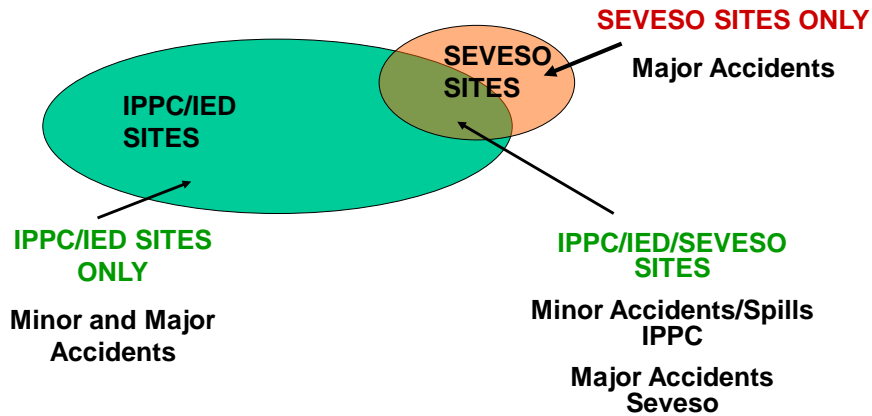 SEVESO SITES ONLY
Major Accidents
SEVESO
SITES
IPPC/IED
SITES
IPPC/IED SITES
ONLY
Minor and Major
Accidents
IPPC/IED/SEVESO
SITES
Minor Accidents/Spills
IPPC
Major Accidents
Seveso